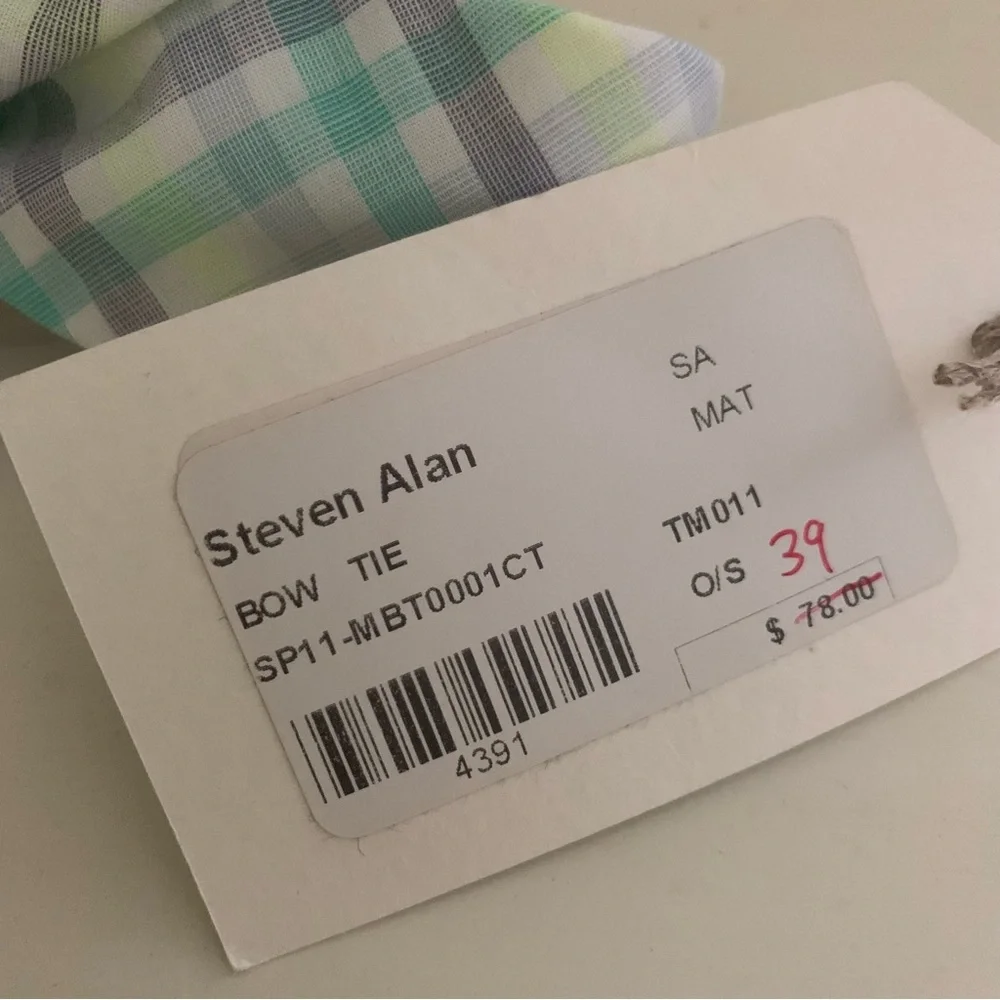 SA
MAT
Steven Alan
BOW TIE
SP11-MBT0001CT
TM011
O/S 39
$ 78.00
4391